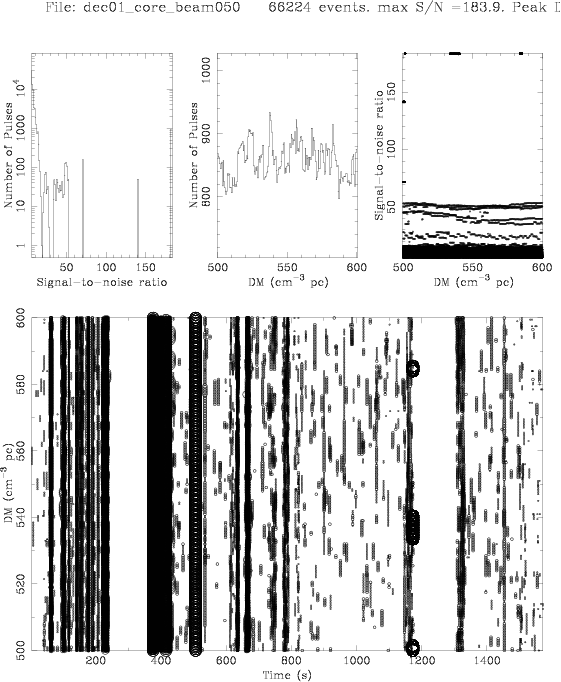 File: dec01_core_beam050 66224 events. max S/N =183.9. Peak D
Number of Pulses
1 10 100 1000 10⁴
50 100 150
Signal-to-noise ratio
Number of Pulses
800 900 1000
500 550 600
DM (cm⁻³ pc)
Signal-to-noise ratio
50 100 150
500 550 600
DM (cm⁻³ pc)
DM (cm⁻³ pc)
600
580
560
540
520
500
200 400 600 800 1000 1200 1400
Time (s)